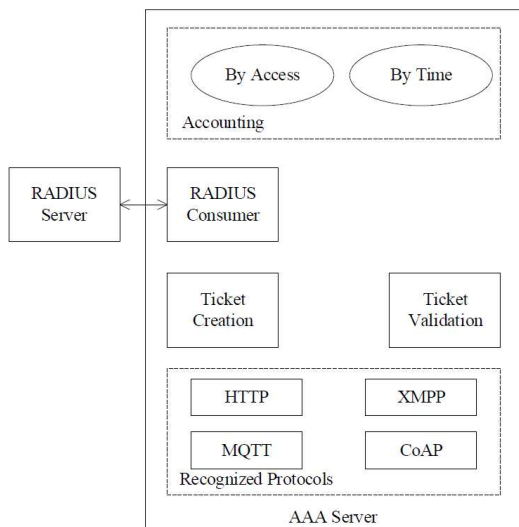 By Access
By Time
Accounting
RADIUS
Server
RADIUS
Consumer
Ticket
Creation
Ticket
Validation
HTTP
XMPP
MQTT
CoAP
Recognized Protocols
AAA Server